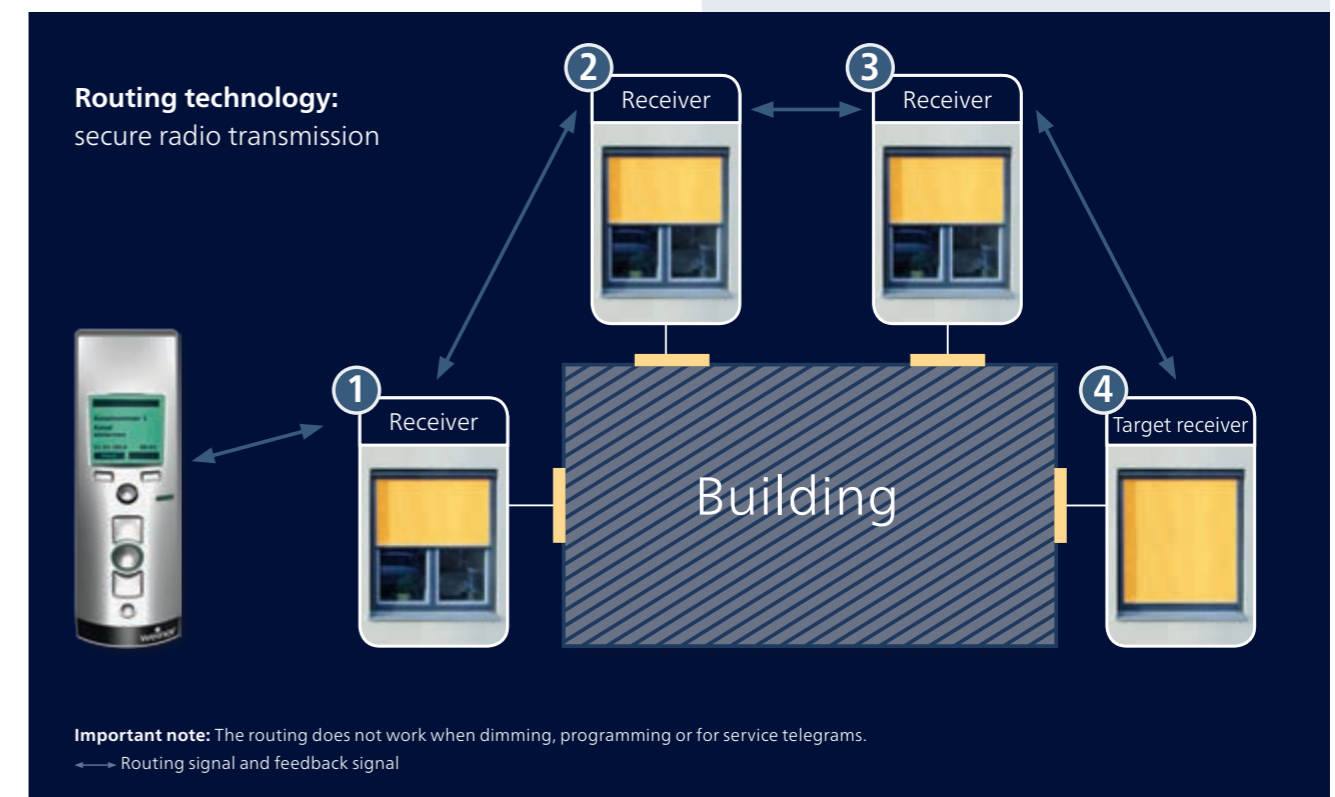 Routing technology:
secure radio transmission
2
Receiver
3
Receiver
1
Receiver
4
Target receiver
Building
weinor
Important note: The routing does not work when dimming, programming or for service telegrams.
Routing signal and feedback signal